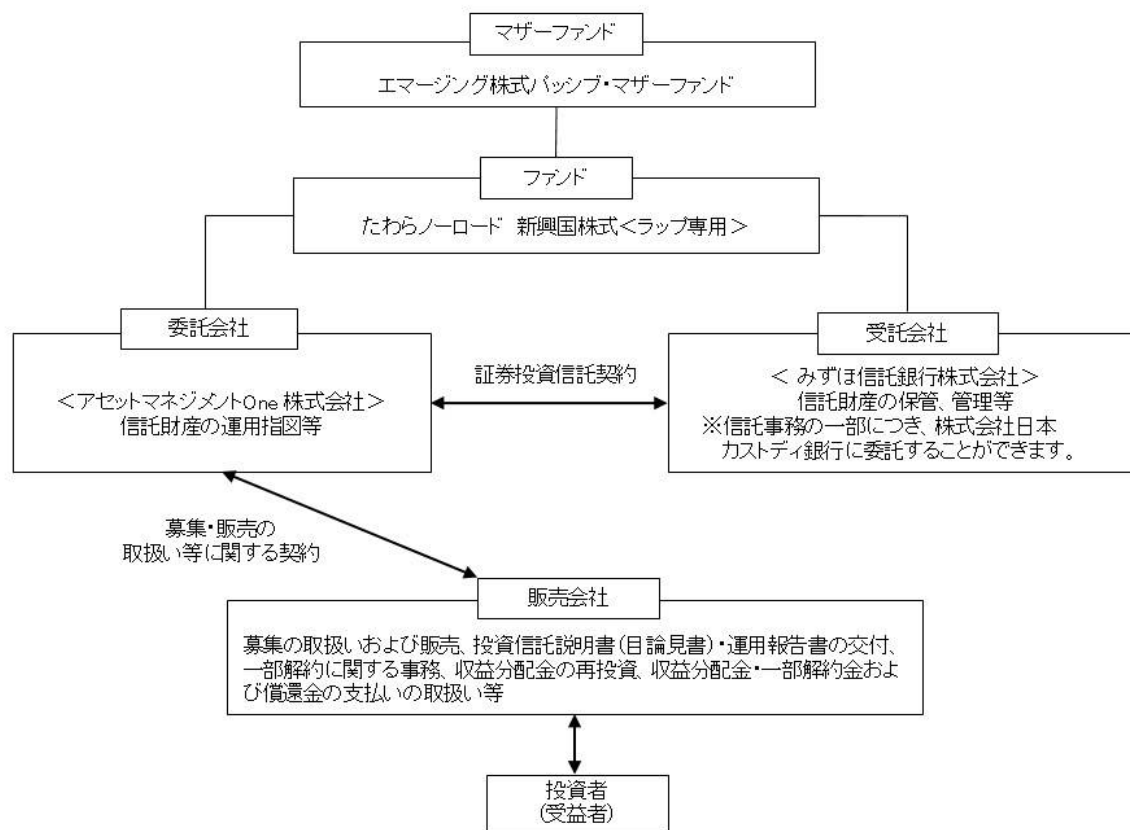 マザーファンド
エマージング株式パッシブ・マザーファンド
ファンド
たわらノーロード 新興国株式<ラップ専用>
委託会社
<アセットマネジメントOne 株式会社>
信託財産の運用指図等
証券投資信託契約
受託会社
< みずほ信託銀行株式会社>
信託財産の保管、管理等
※信託事務の一部につき、株式会社日本
カストディ銀行に委託することができます。
募集・販売の
取扱い等に関する契約
販売会社
募集の取扱いおよび販売、投資信託説明書(目論見書)・運用報告書の交付、
一部解約に関する事務、収益分配金の再投資、収益分配金・一部解約金およ
び償還金の支払いの取扱い等
投資者
(受益者)